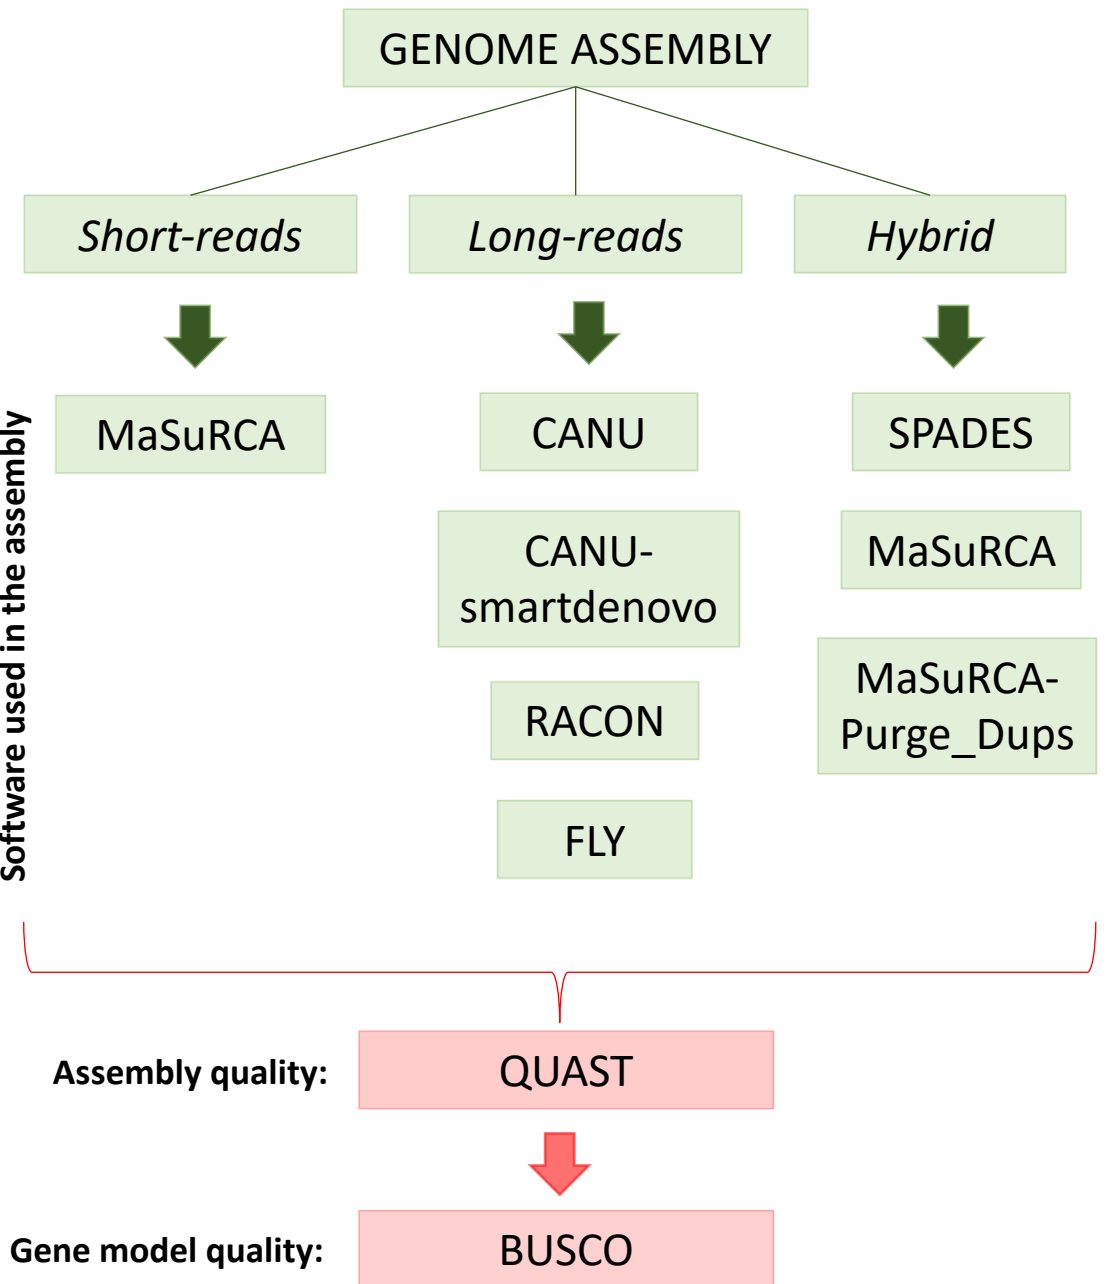 GENOME ASSEMBLY
Short-reads
Long-reads
Hybrid
Software used in the assembly
MaSuRCA
CANU
SPADES
CANU-
smartdenovo
MaSuRCA
RACON
MaSuRCA-
Purge_Dups
FLY
Assembly quality:
QUAST
Gene model quality:
BUSCO